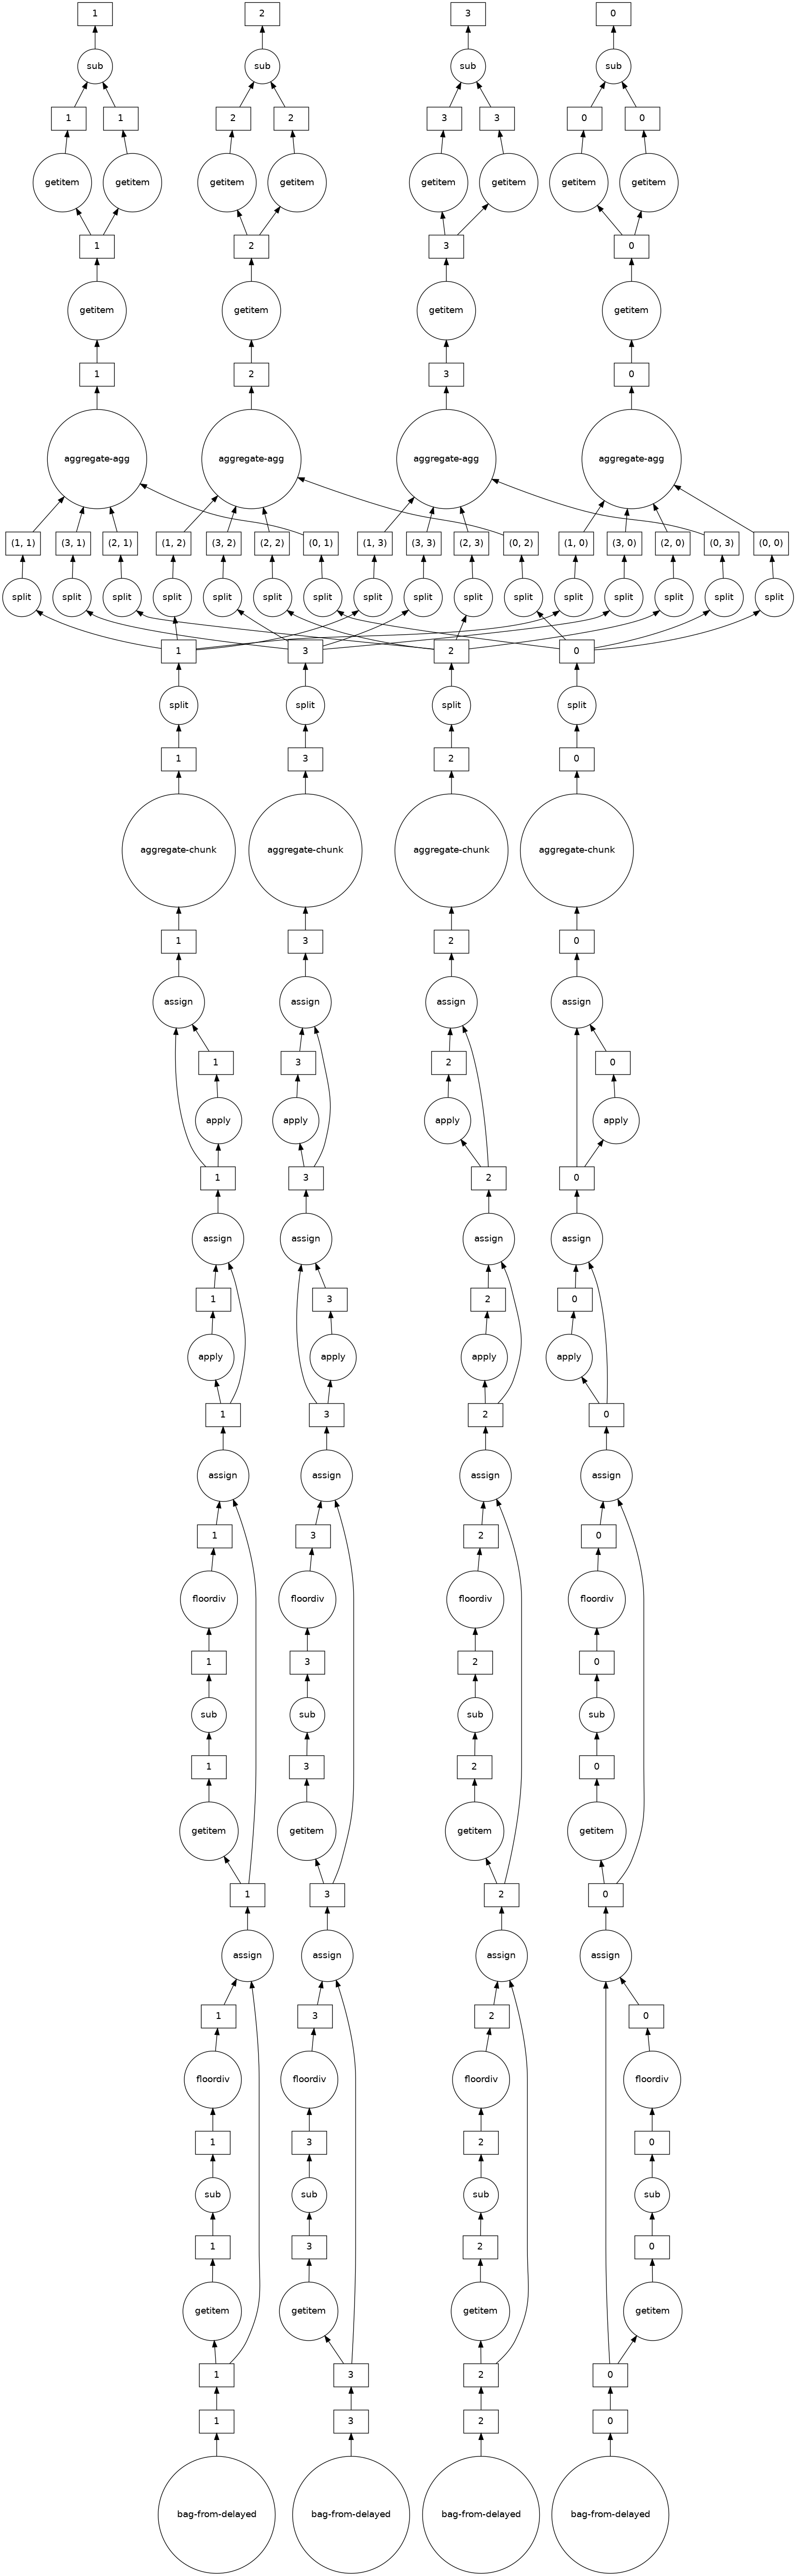 1 2 3 0
sub sub sub sub
1 1 2 2 3 3 0 0
getitem getitem getitem getitem getitem getitem getitem getitem
1 2 3 0
getitem getitem getitem getitem
1 2 3 0
aggregate-agg aggregate-agg aggregate-agg aggregate-agg
(1, 1) (3, 1) (2, 1) (1, 2) (3, 2) (2, 2) (0, 1) (1, 3) (3, 3) (2, 3) (0, 2) (1, 0) (3, 0) (2, 0) (0, 3) (0, 0)
split split split split split split split split split split split split split split split split
1 3 2 0
split split split split
1 3 2 0
aggregate-chunk aggregate-chunk aggregate-chunk aggregate-chunk
1 3 2 0
assign assign assign assign
1 3 2 0
apply apply apply apply
1 3 2 0
assign assign assign assign
1 3 2 0
apply apply apply apply
1 3 2 0
assign assign assign assign
1 3 2 0
floordiv floordiv floordiv floordiv
1 3 2 0
sub sub sub sub
1 3 2 0
getitem getitem getitem getitem
1 3 2 0
assign assign assign assign
1 3 2 0
floordiv floordiv floordiv floordiv
1 3 2 0
sub sub sub sub
1 3 2 0
getitem getitem getitem getitem
1 3 2 0
1 3 2 0
bag-from-delayed bag-from-delayed bag-from-delayed bag-from-delayed